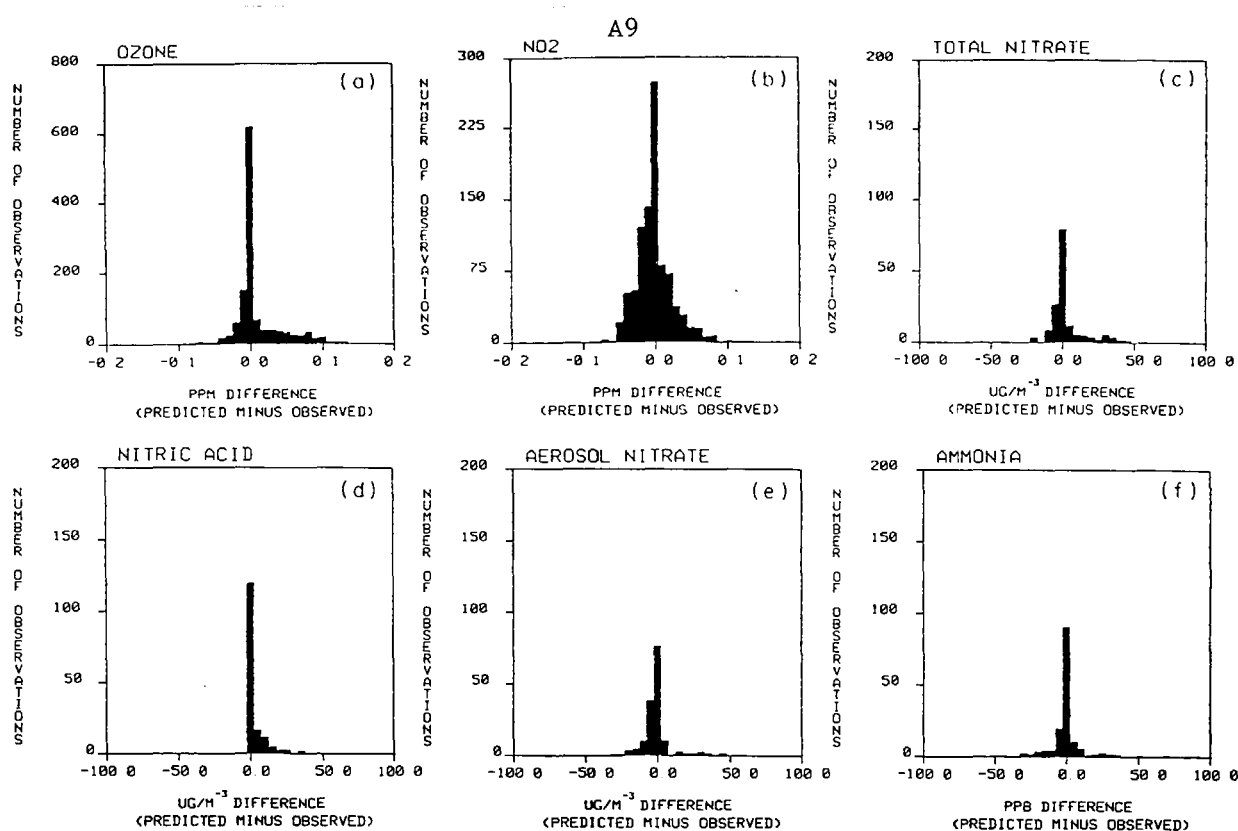 A9
OZONE
(a)
NUMBER OF OBSERVATIONS
800
600
400
200
0
-0 2
-0 1
0.0
0 1
0 2
PPM DIFFERENCE
(PREDICTED MINUS OBSERVED)
NO2
(b)
NUMBER OF OBSERVATIONS
300
225
150
75
0
-0 2
-0 1
0.0
0 1
0 2
PPM DIFFERENCE
(PREDICTED MINUS OBSERVED)
TOTAL NITRATE
(c)
NUMBER OF OBSERVATIONS
200
150
100
50
0
-100 0
-50 0
0.0
50 0
100 0
UG/M⁻³ DIFFERENCE
(PREDICTED MINUS OBSERVED)
NITRIC ACID
(d)
NUMBER OF OBSERVATIONS
200
150
100
50
0
-100 0
-50 0
0.0
50 0
100 0
UG/M⁻³ DIFFERENCE
(PREDICTED MINUS OBSERVED)
AEROSOL NITRATE
(e)
NUMBER OF OBSERVATIONS
200
150
100
50
0
-100 0
-50 0
0.0
50 0
100 0
UG/M⁻³ DIFFERENCE
(PREDICTED MINUS OBSERVED)
AMMONIA
(f)
NUMBER OF OBSERVATIONS
200
150
100
50
0
-100 0
-50 0
0.0
50 0
100 0
PPB DIFFERENCE
(PREDICTED MINUS OBSERVED)